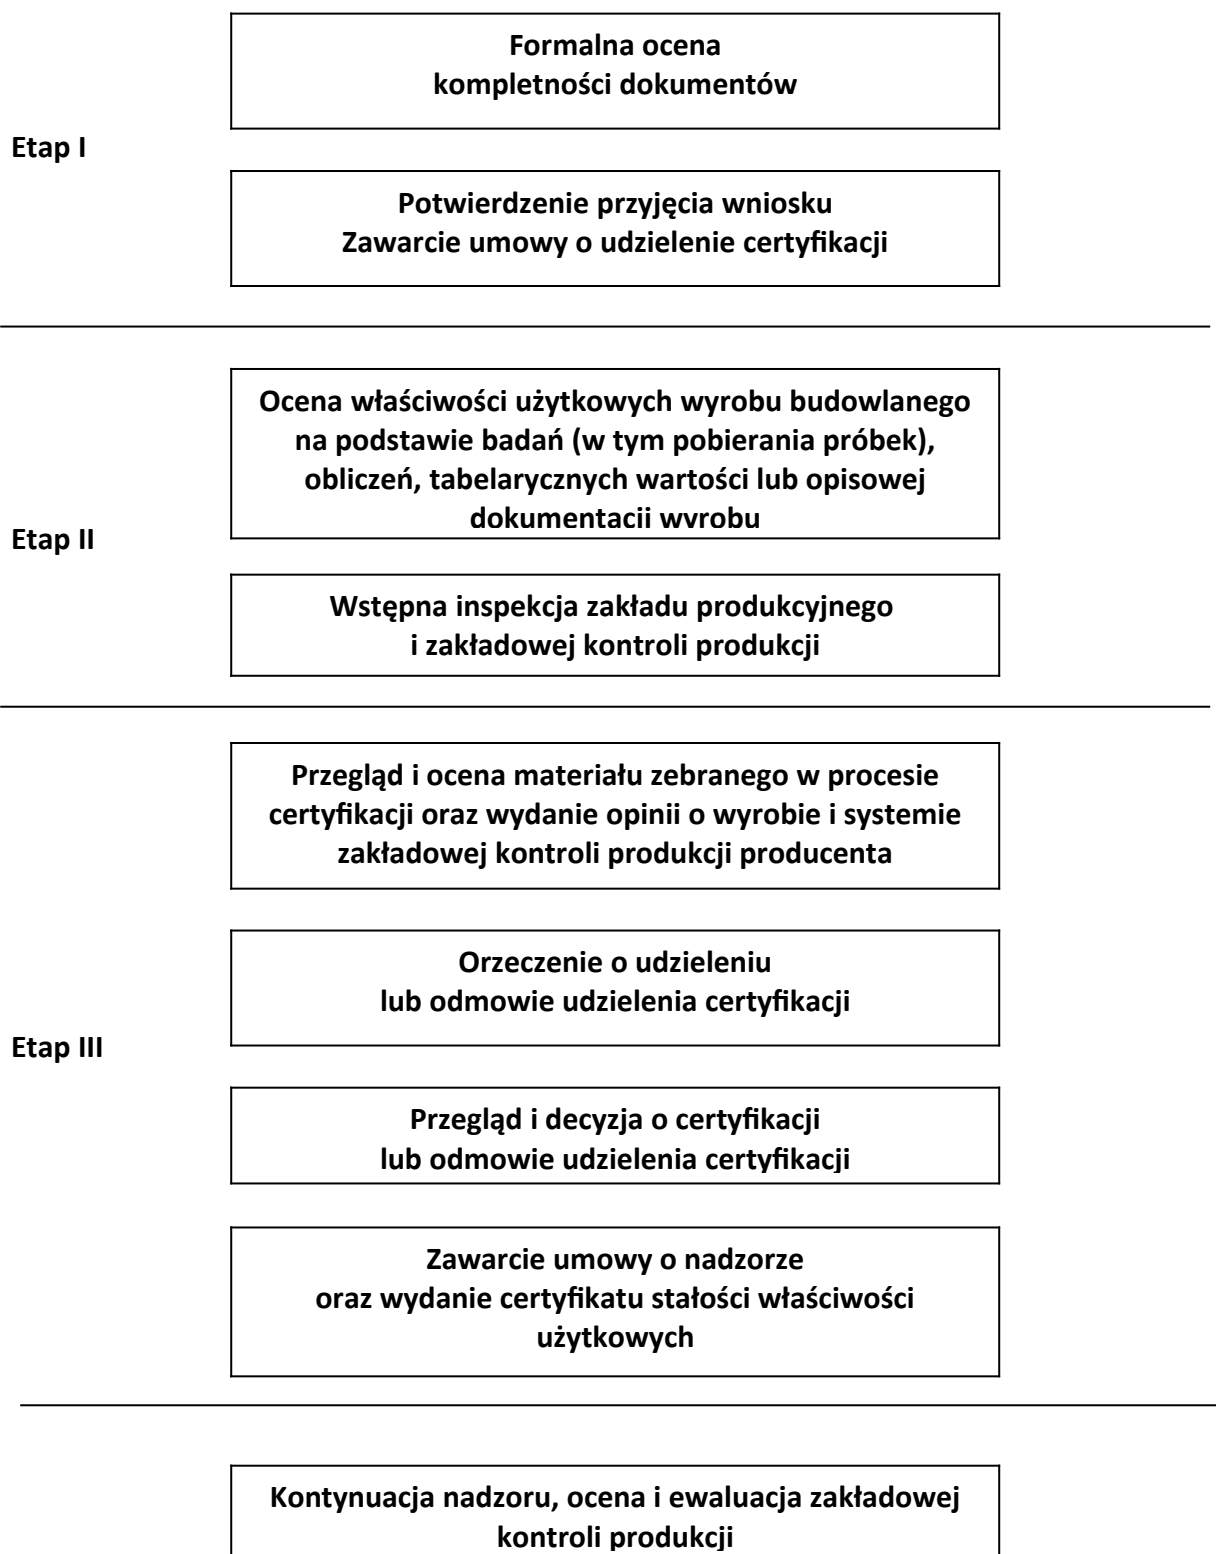 Formalna ocena
kompletności dokumentów
Etap I
Potwierdzenie przyjęcia wniosku
Zawarcie umowy o udzielenie certyfikacji
Ocena właściwości użytkowych wyrobu budowlanego
na podstawie badań (w tym pobierania próbek),
obliczeń, tabelarycznych wartości lub opisowej
dokumentacji wyrobu
Etap II
Wstępna inspekcja zakładu produkcyjnego
i zakładowej kontroli produkcji
Przegląd i ocena materiału zebranego w procesie
certyfikacji oraz wydanie opinii o wyrobie i systemie
zakładowej kontroli produkcji producenta
Orzeczenie o udzieleniu
lub odmowie udzielenia certyfikacji
Etap III
Przegląd i decyzja o certyfikacji
lub odmowie udzielenia certyfikacji
Zawarcie umowy o nadzorze
oraz wydanie certyfikatu stałości właściwości
użytkowych
Kontynuacja nadzoru, ocena i ewaluacja zakładowej
kontroli produkcji